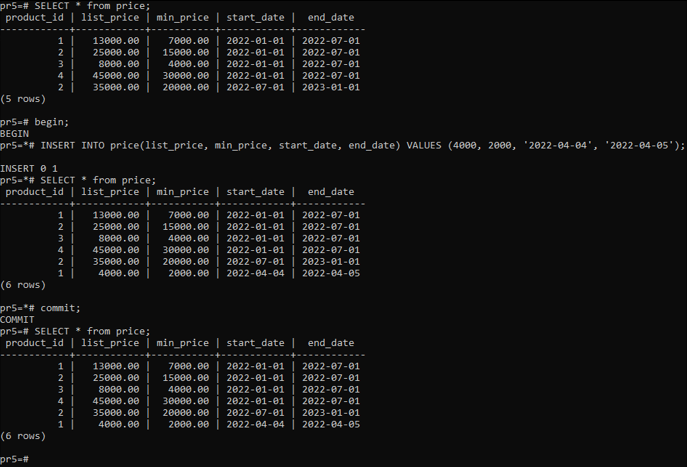 pr5=# SELECT * from price;
 product_id | list_price | min_price | start_date |  end_date
------------+------------+-----------+------------+------------
          1 |   13000.00 |   7000.00 | 2022-01-01 | 2022-07-01
          2 |   25000.00 |  15000.00 | 2022-01-01 | 2022-07-01
          3 |    8000.00 |   4000.00 | 2022-01-01 | 2022-07-01
          4 |   45000.00 |  30000.00 | 2022-01-01 | 2022-07-01
          2 |   35000.00 |  20000.00 | 2022-07-01 | 2023-01-01
(5 rows)
pr5=# begin;
BEGIN
pr5=*# INSERT INTO price(list_price, min_price, start_date, end_date) VALUES (4000, 2000, '2022-04-04', '2022-04-05');
INSERT 0 1
pr5=*# SELECT * from price;
 product_id | list_price | min_price | start_date |  end_date
------------+------------+-----------+------------+------------
          1 |   13000.00 |   7000.00 | 2022-01-01 | 2022-07-01
          2 |   25000.00 |  15000.00 | 2022-01-01 | 2022-07-01
          3 |    8000.00 |   4000.00 | 2022-01-01 | 2022-07-01
          4 |   45000.00 |  30000.00 | 2022-01-01 | 2022-07-01
          2 |   35000.00 |  20000.00 | 2022-07-01 | 2023-01-01
          1 |    4000.00 |   2000.00 | 2022-04-04 | 2022-04-05
(6 rows)
pr5=*# commit;
COMMIT
pr5=# SELECT * from price;
 product_id | list_price | min_price | start_date |  end_date
------------+------------+-----------+------------+------------
          1 |   13000.00 |   7000.00 | 2022-01-01 | 2022-07-01
          2 |   25000.00 |  15000.00 | 2022-01-01 | 2022-07-01
          3 |    8000.00 |   4000.00 | 2022-01-01 | 2022-07-01
          4 |   45000.00 |  30000.00 | 2022-01-01 | 2022-07-01
          2 |   35000.00 |  20000.00 | 2022-07-01 | 2023-01-01
          1 |    4000.00 |   2000.00 | 2022-04-04 | 2022-04-05
(6 rows)
pr5=#